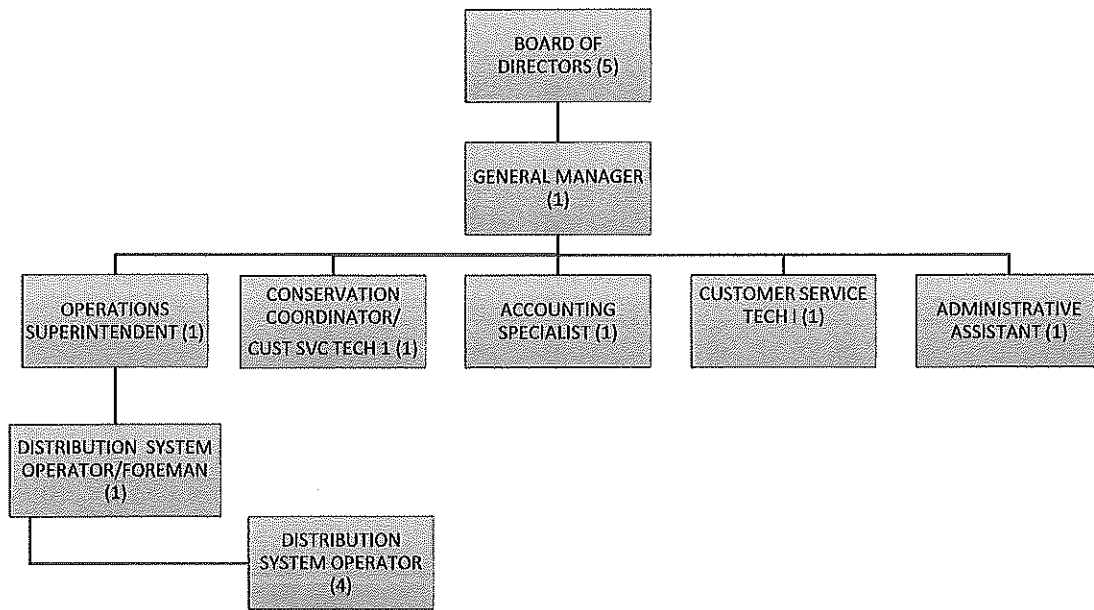 BOARD OF
DIRECTORS (5)
GENERAL MANAGER
(1)
OPERATIONS
SUPERINTENDENT (1)
CONSERVATION
COORDINATOR/
CUST SVC TECH 1 (1)
ACCOUNTING
SPECIALIST (1)
CUSTOMER SERVICE
TECH I (1)
ADMINISTRATIVE
ASSISTANT (1)
DISTRIBUTION SYSTEM
OPERATOR/FOREMAN
(1)
DISTRIBUTION
SYSTEM OPERATOR
(4)